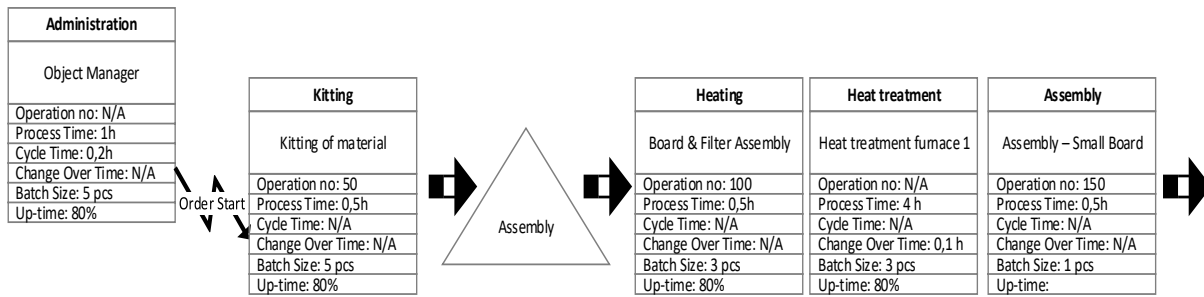 Administration
Object Manager
Operation no: N/A
Process Time: 1h
Cycle Time: 0,2h
Change Over Time: N/A
Batch Size: 5 pcs
Up-time: 80%
Order Start
Kitting
Kitting of material
Operation no: 50
Process Time: 0,5h
Cycle Time: N/A
Change Over Time: N/A
Batch Size: 5 pcs
Up-time: 80%
Assembly
Heating
Board & Filter Assembly
Operation no: 100
Process Time: 0,5h
Cycle Time: N/A
Change Over Time: N/A
Batch Size: 3 pcs
Up-time: 80%
Heat treatment
Heat treatment furnace 1
Operation no: N/A
Process Time: 4 h
Cycle Time: N/A
Change Over Time: 0,1 h
Batch Size: 3 pcs
Up-time: 80%
Assembly
Assembly – Small Board
Operation no: 150
Process Time: 0,5h
Cycle Time: N/A
Change Over Time: N/A
Batch Size: 1 pcs
Up-time: